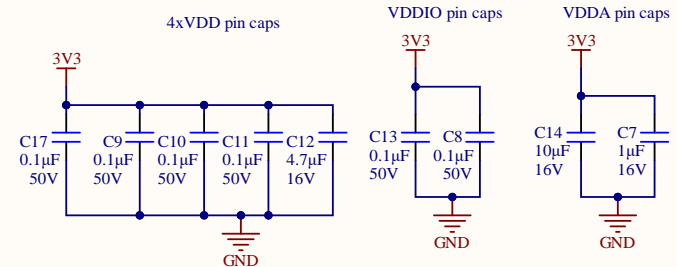 4xVDD pin caps
3V3
C17
0.1µF
50V
C9
0.1µF
50V
C10
0.1µF
50V
C11
0.1µF
50V
C12
4.7µF
16V
GND
VDDIO pin caps
3V3
C13
0.1µF
50V
C8
0.1µF
50V
GND
VDDA pin caps
3V3
C14
10µF
16V
C7
1µF
16V
GND